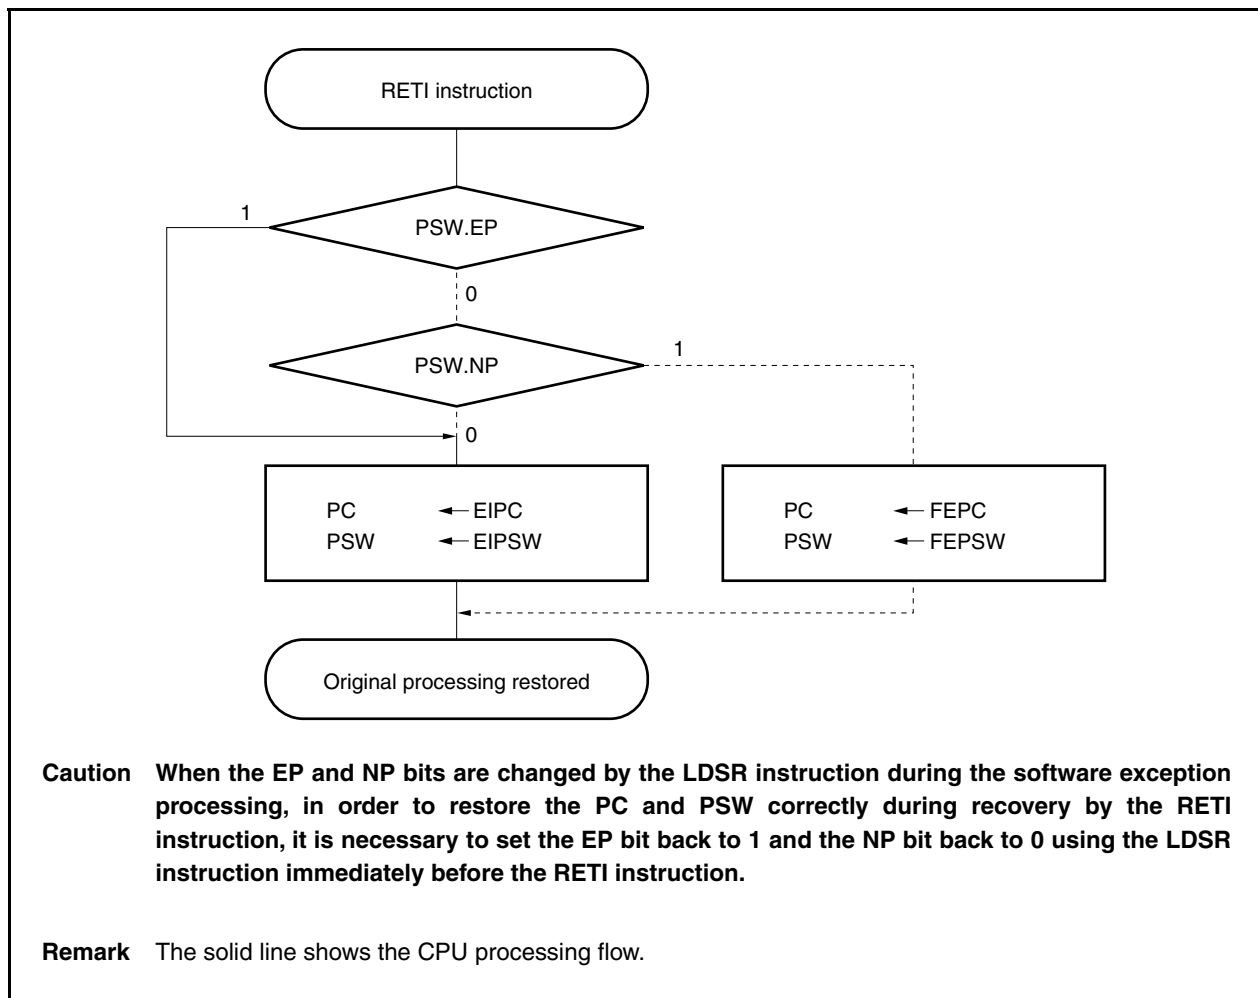 RETI instruction
1
PSW.EP
0
PSW.NP
1
0
PC ← EIPC
PSW ← EIPSW
PC ← FEPC
PSW ← FEPSW
Original processing restored
Caution When the EP and NP bits are changed by the LDSR instruction during the software exception
processing, in order to restore the PC and PSW correctly during recovery by the RETI
instruction, it is necessary to set the EP bit back to 1 and the NP bit back to 0 using the LDSR
instruction immediately before the RETI instruction.
Remark The solid line shows the CPU processing flow.